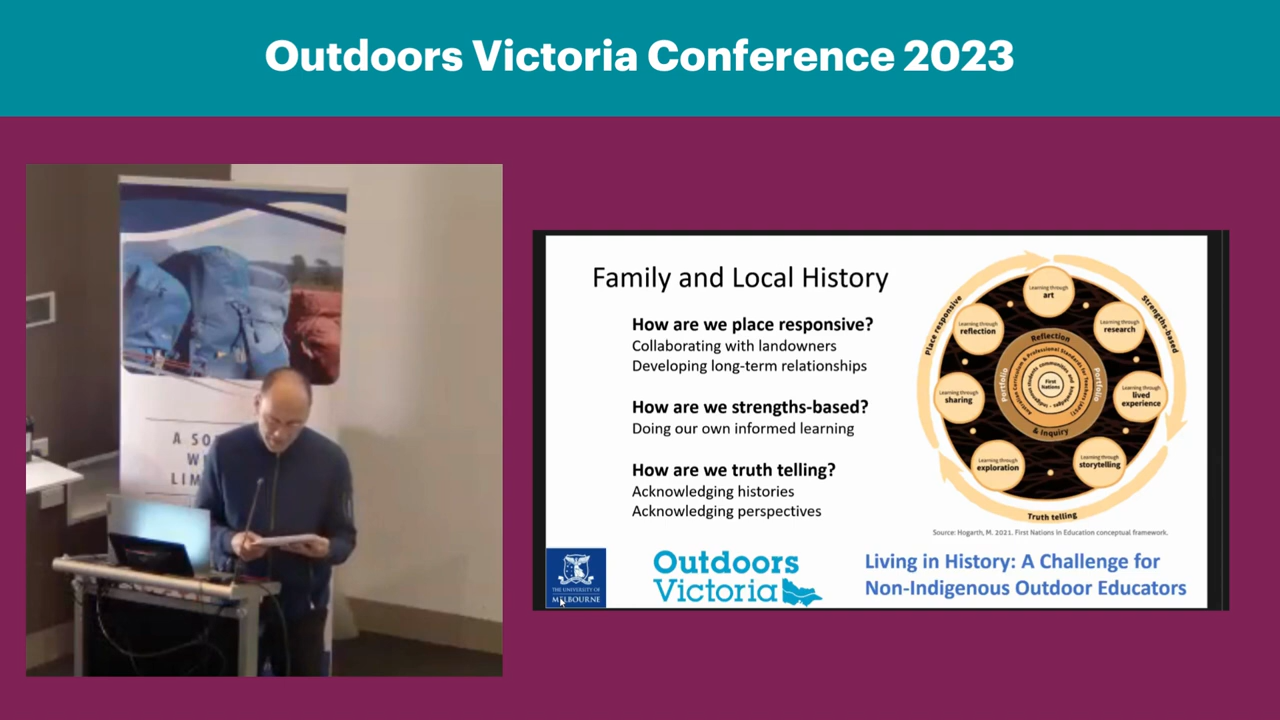 Outdoors Victoria Conference 2023
A SO
W
LIM
Family and Local History
How are we place responsive?
Collaborating with landowners
Developing long-term relationships
How are we strengths-based?
Doing our own informed learning
How are we truth telling?
Acknowledging histories
Acknowledging perspectives
Place responsive
Strengths-based
Truth telling
Learning through
art
Learning through
research
Learning through
lived
experience
Learning through
storytelling
Learning through
exploration
Learning through
sharing
Learning through
reflection
Reflection
Portfolio
& Inquiry
Portfolio
First
Nations
Source: Hogarth, M. 2021. First Nations in Education conceptual framework.
THE UNIVERSITY OF
MELBOURNE
Outdoors
Victoria
Living in History: A Challenge for
Non-Indigenous Outdoor Educators